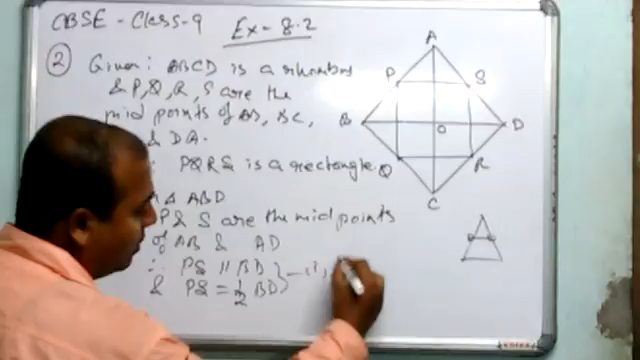 CBSE - Class-9 Ex - 8.2
2 Given: ABCD is a rhombus
& P,Q,R,S are the
mid points of AB, BC,
& DA.
PQRS is a rectangle.
Δ ABD
P & S are the mid points
of AB & AD
∴ PS || BD
& PS = 1/2 BD } — (i)
A
P S
B O D
Q R
C